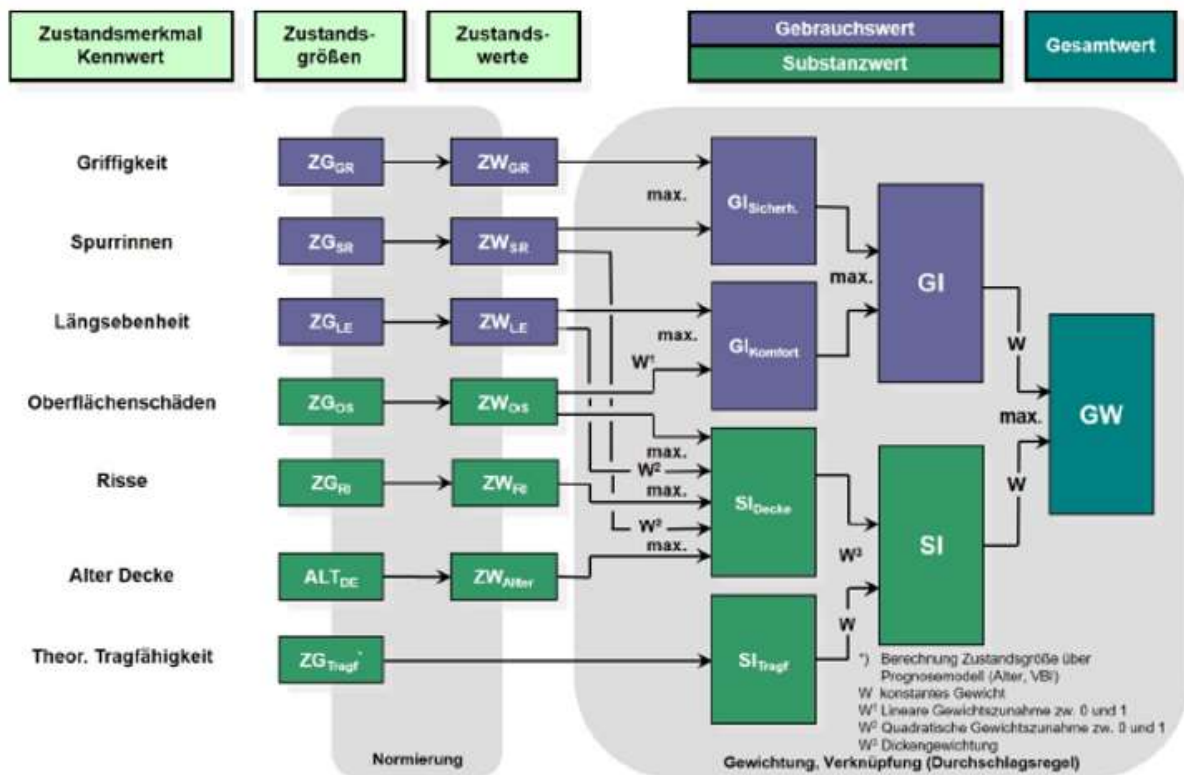 Zustandsmerkmal
Kennwert
Zustands-
größen
Zustands-
werte
Gebrauchswert
Substanzwert
Gesamtwert
Griffigkeit
ZG_GR
ZW_GR
max.
GI_Sicherh.
Spurrinnen
ZG_SR
ZW_SR
GI
max.
Längsebenheit
ZG_LE
ZW_LE
max.
GI_Komfort
W¹
W
Oberflächenschäden
ZG_OS
ZW_OS
max.
GW
max.
W²
Risse
ZG_RI
ZW_RI
max.
SI_Decke
W
W²
max.
W³
SI
Alter Decke
ALT_DE
ZW_Alter
W
Theor. Tragfähigkeit
ZG_Tragf*
SI_Tragf
*) Berechnung Zustandsgröße über
Prognosemodell (Alter, VBI)
W konstantes Gewicht
W¹ Lineare Gewichtszunahme zw. 0 und 1
W² Quadratische Gewichtszunahme zw. 0 und 1
W³ Dickengewichtung
Normierung
Gewichtung, Verknüpfung (Durchschlagsregel)